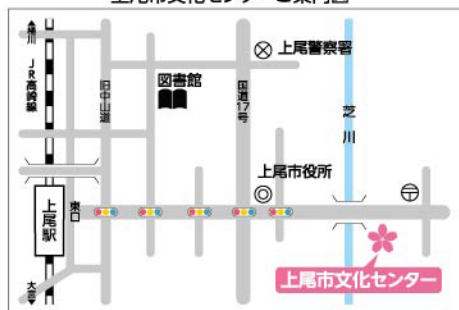 上尾市文化センターご案内図
▲桶川
JR高崎線
旧中山道
図書館
国道17号
上尾警察署
芝川
上尾市役所
上尾駅
東口
大宮▼
上尾市文化センター